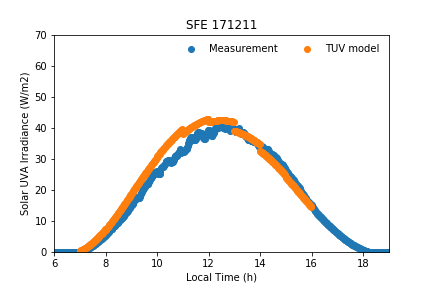 SFE 171211
Measurement TUV model
70
60
50
40
30
20
10
0
Solar UVA Irradiance (W/m2)
6 8 10 12 14 16 18
Local Time (h)